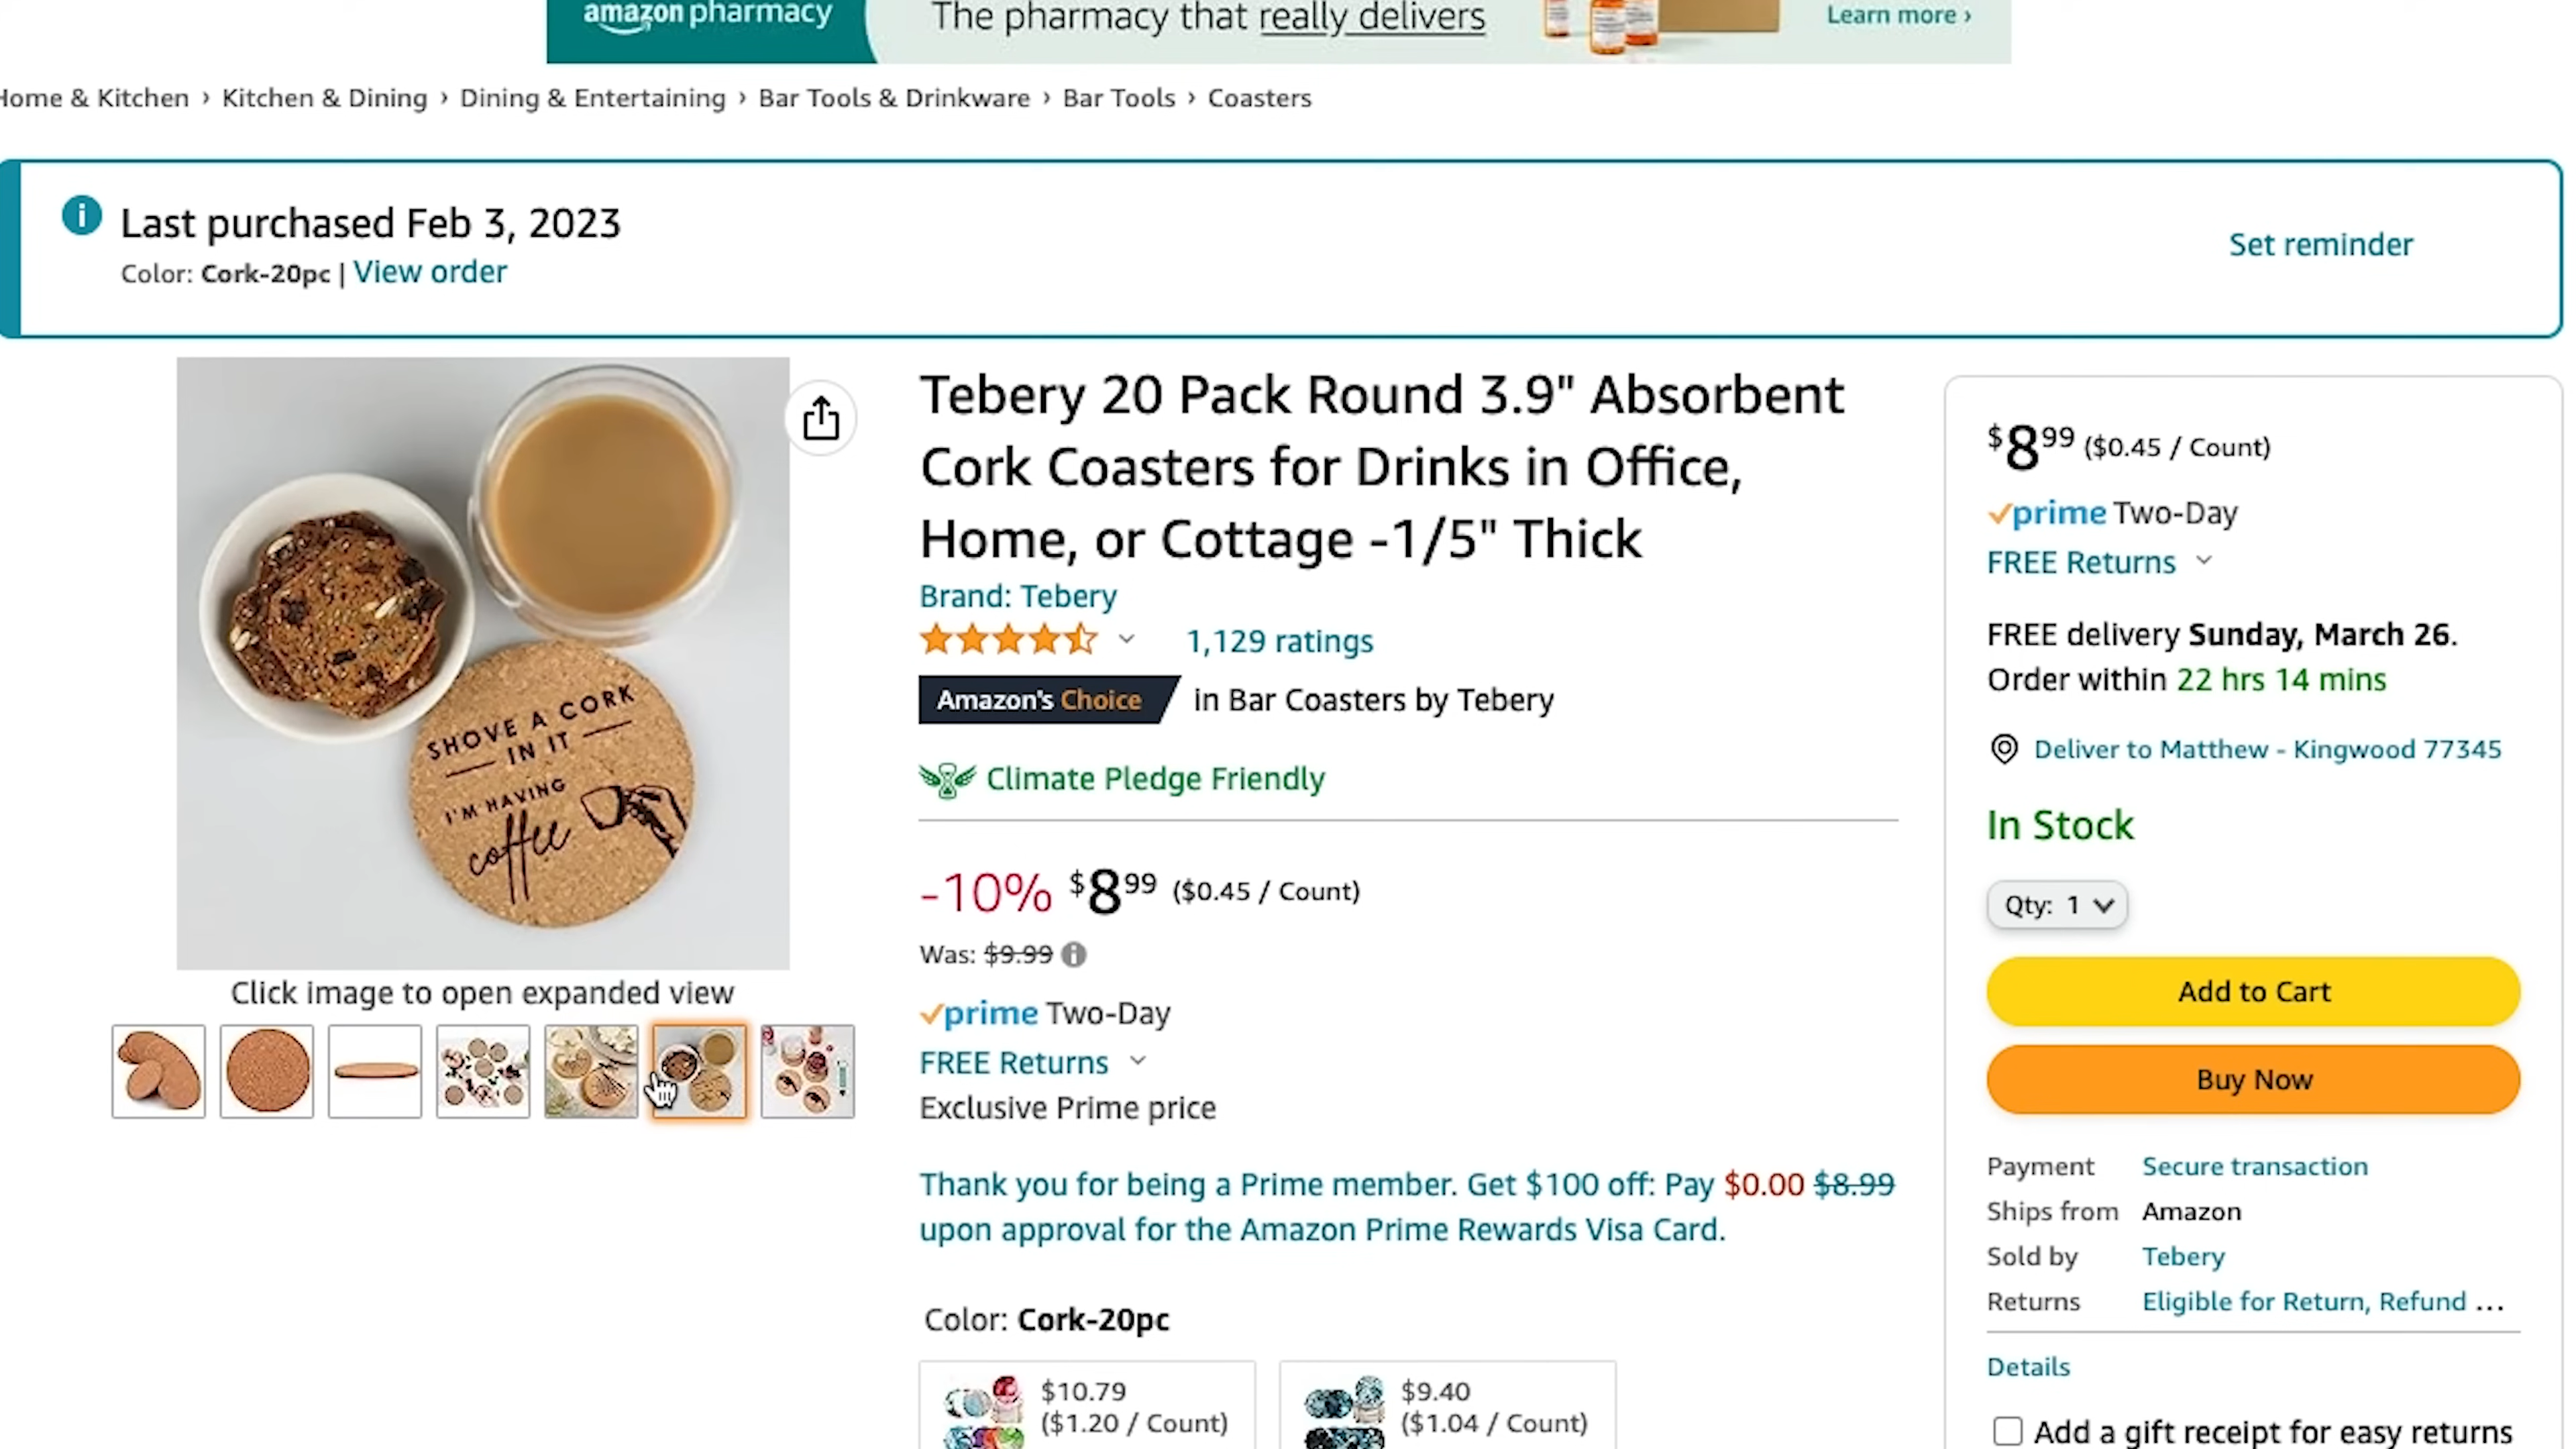 amazon pharmacy
The pharmacy that really delivers
Learn more ›
Home & Kitchen › Kitchen & Dining › Dining & Entertaining › Bar Tools & Drinkware › Bar Tools › Coasters
Last purchased Feb 3, 2023
Color: Cork-20pc | View order
Set reminder
SHOVE A CORK
IN IT
I'M HAVING
coffee
Click image to open expanded view
Tebery 20 Pack Round 3.9" Absorbent
Cork Coasters for Drinks in Office,
Home, or Cottage -1/5" Thick
Brand: Tebery
1,129 ratings
Amazon's Choice in Bar Coasters by Tebery
Climate Pledge Friendly
-10% $8 99 ($0.45 / Count)
Was: $9.99
prime Two-Day
FREE Returns
Exclusive Prime price
Thank you for being a Prime member. Get $100 off: Pay $0.00 $8.99
upon approval for the Amazon Prime Rewards Visa Card.
Color: Cork-20pc
$10.79
($1.20 / Count)
$9.40
($1.04 / Count)
$8 99 ($0.45 / Count)
prime Two-Day
FREE Returns
FREE delivery Sunday, March 26.
Order within 22 hrs 14 mins
Deliver to Matthew - Kingwood 77345
In Stock
Qty: 1
Add to Cart
Buy Now
Payment Secure transaction
Ships from Amazon
Sold by Tebery
Returns Eligible for Return, Refund ...
Details
Add a gift receipt for easy returns